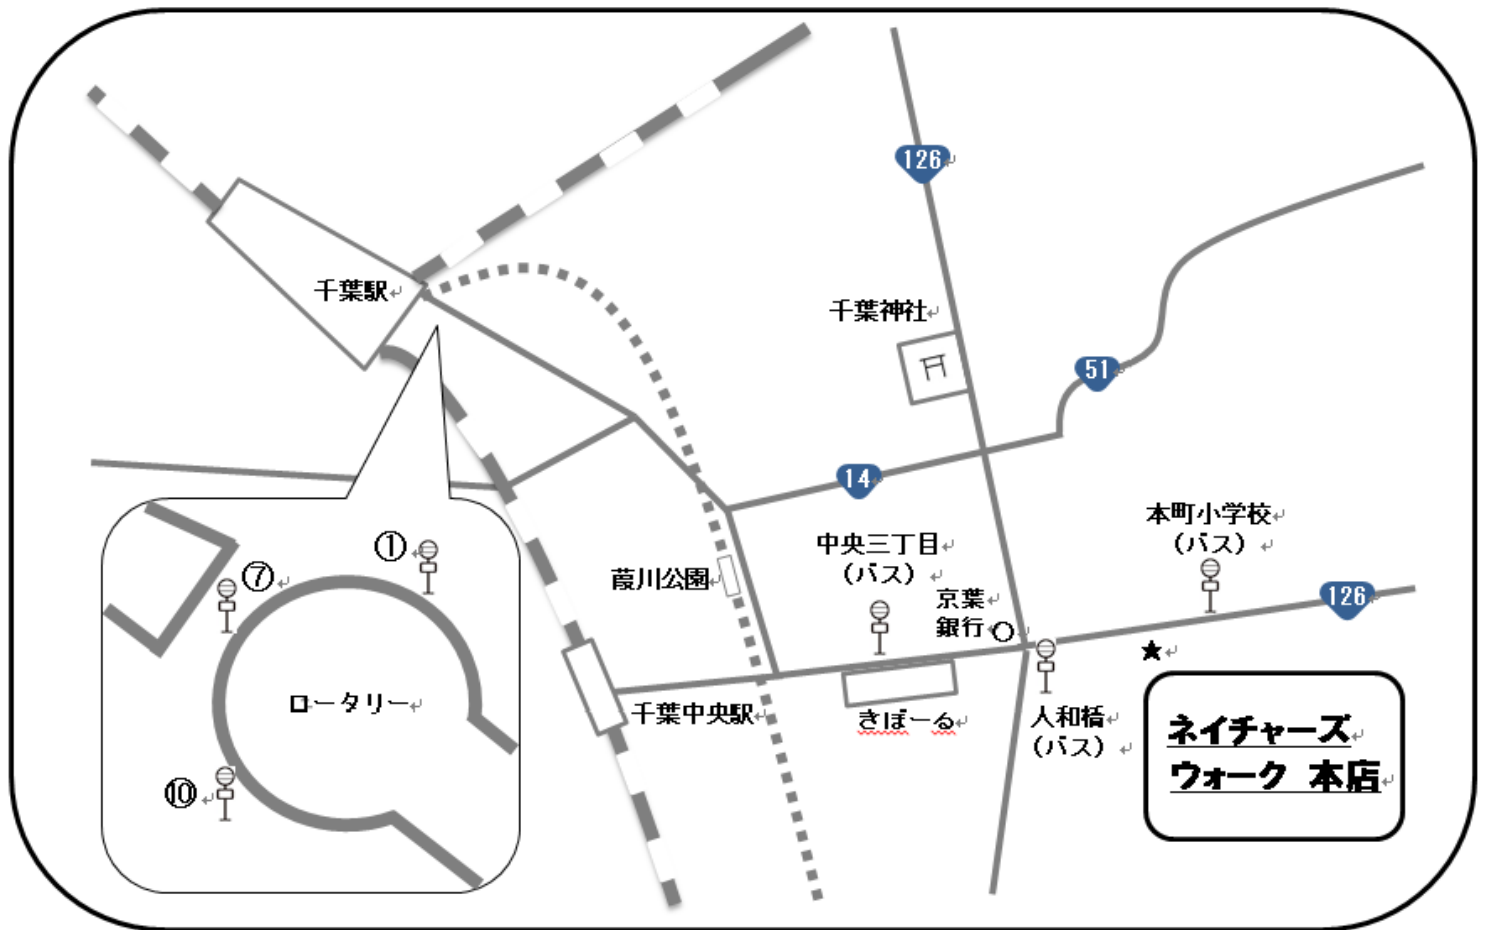 126
千葉駅
千葉神社
51
14
本町小学校
(バス)
中央三丁目
(バス)
葭川公園
京葉
銀行
126
★
①
⑦
ロータリー
⑩
千葉中央駅
きぼーる
人和橋
(バス)
ネイチャーズ
ウォーク 本店